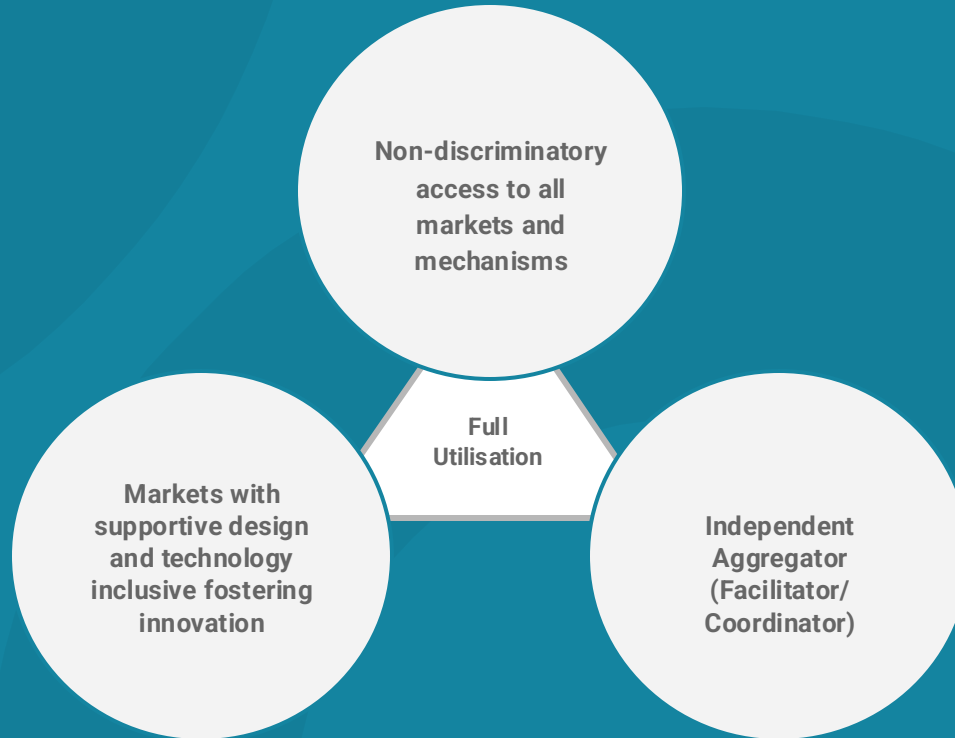 Non-discriminatory
access to all
markets and
mechanisms
Full
Utilisation
Markets with
supportive design
and technology
inclusive fostering
innovation
Independent
Aggregator
(Facilitator/
Coordinator)